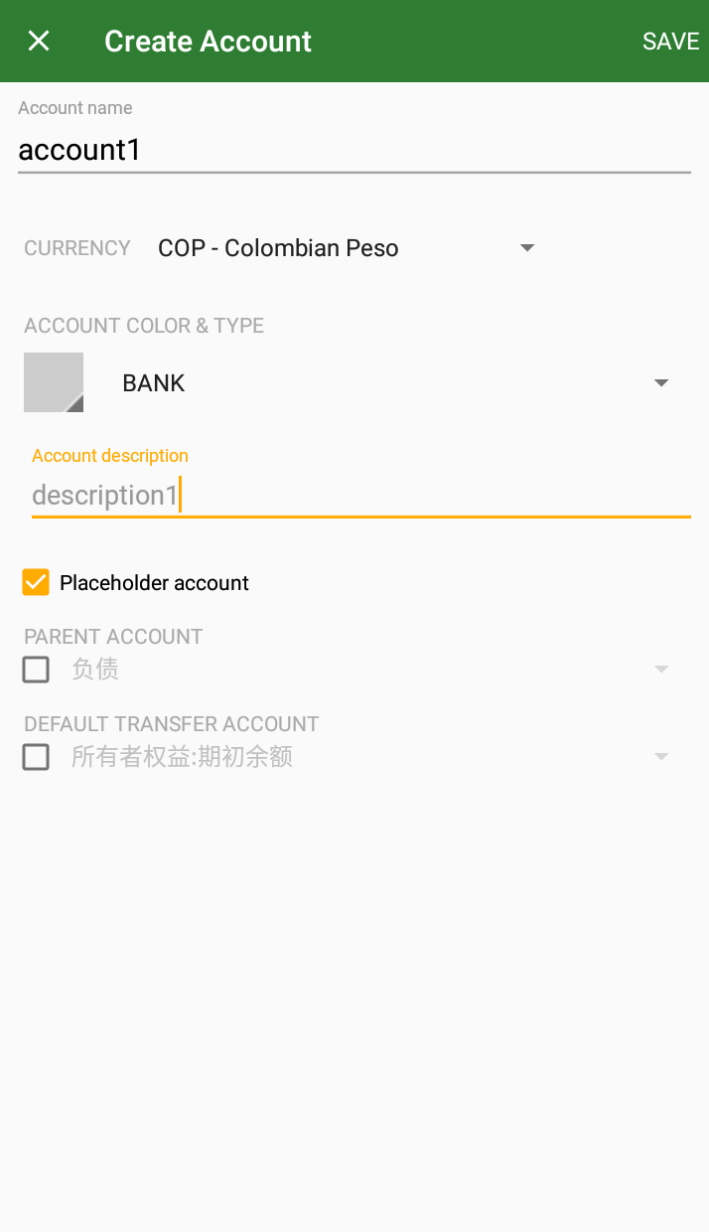 Create Account
SAVE
Account name
account1
CURRENCY COP - Colombian Peso
ACCOUNT COLOR & TYPE
BANK
Account description
description1
Placeholder account
PARENT ACCOUNT
负债
DEFAULT TRANSFER ACCOUNT
所有者权益:期初余额